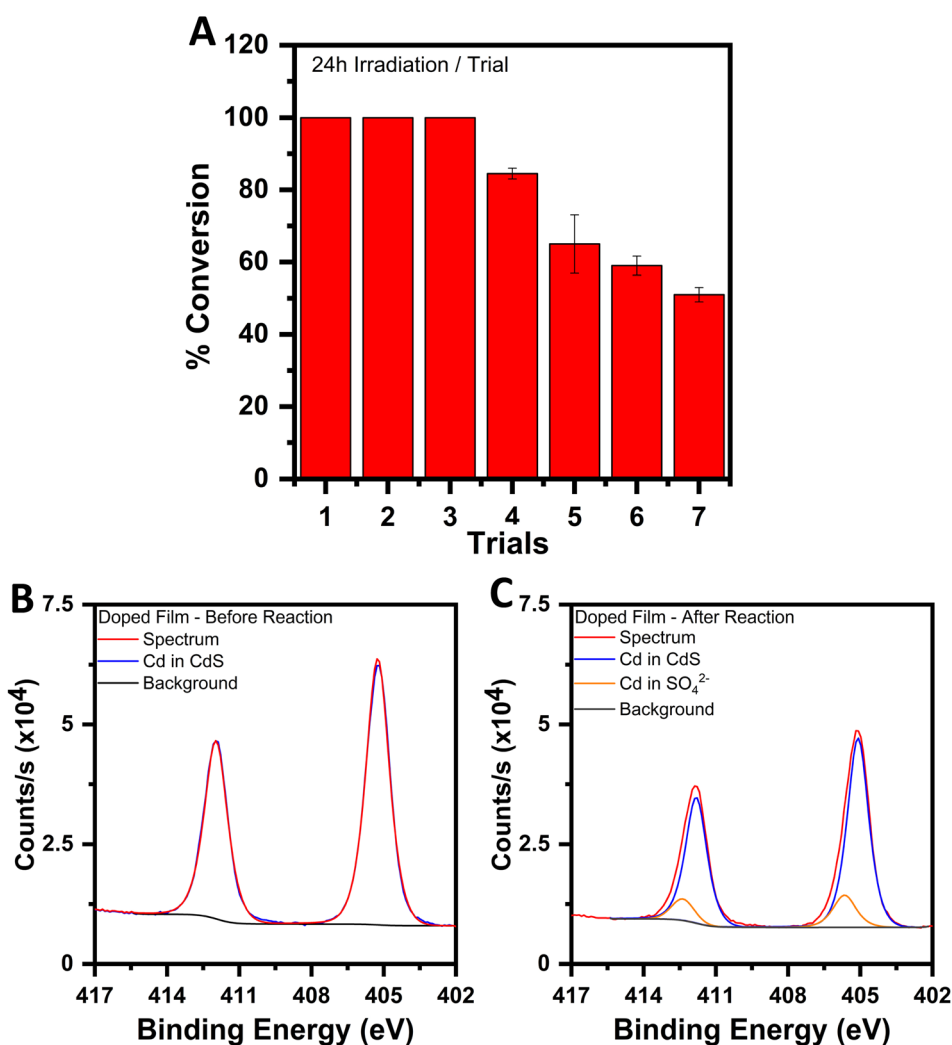 A
120
100
80
60
40
20
0
% Conversion
24h Irradiation / Trial
1 2 3 4 5 6 7
Trials
B
7.5
5
2.5
0
Counts/s (x10⁴)
Doped Film - Before Reaction
Spectrum
Cd in CdS
Background
417 414 411 408 405 402
Binding Energy (eV)
C
7.5
5
2.5
0
Counts/s (x10⁴)
Doped Film - After Reaction
Spectrum
Cd in CdS
Cd in SO₄²⁻
Background
417 414 411 408 405 402
Binding Energy (eV)